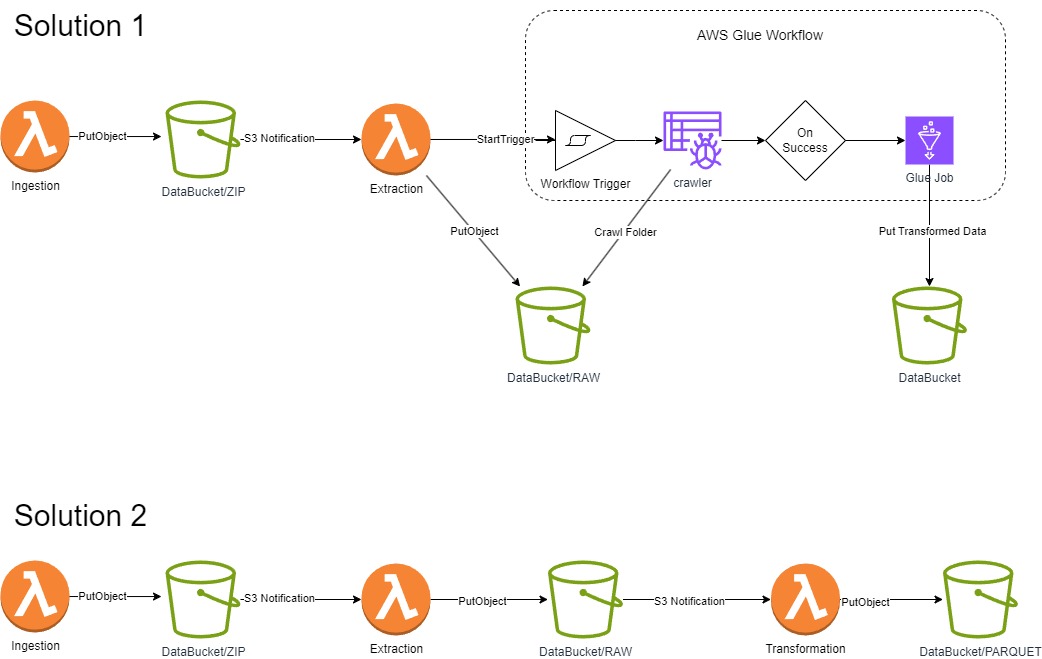 Solution 1
AWS Glue Workflow
PutObject
S3 Notification
StartTrigger
On
Success
Ingestion
DataBucket/ZIP
Extraction
Workflow Trigger
crawler
Glue Job
PutObject
Crawl Folder
Put Transformed Data
DataBucket/RAW
DataBucket
Solution 2
PutObject
S3 Notification
PutObject
S3 Notification
PutObject
Ingestion
DataBucket/ZIP
Extraction
DataBucket/RAW
Transformation
DataBucket/PARQUET